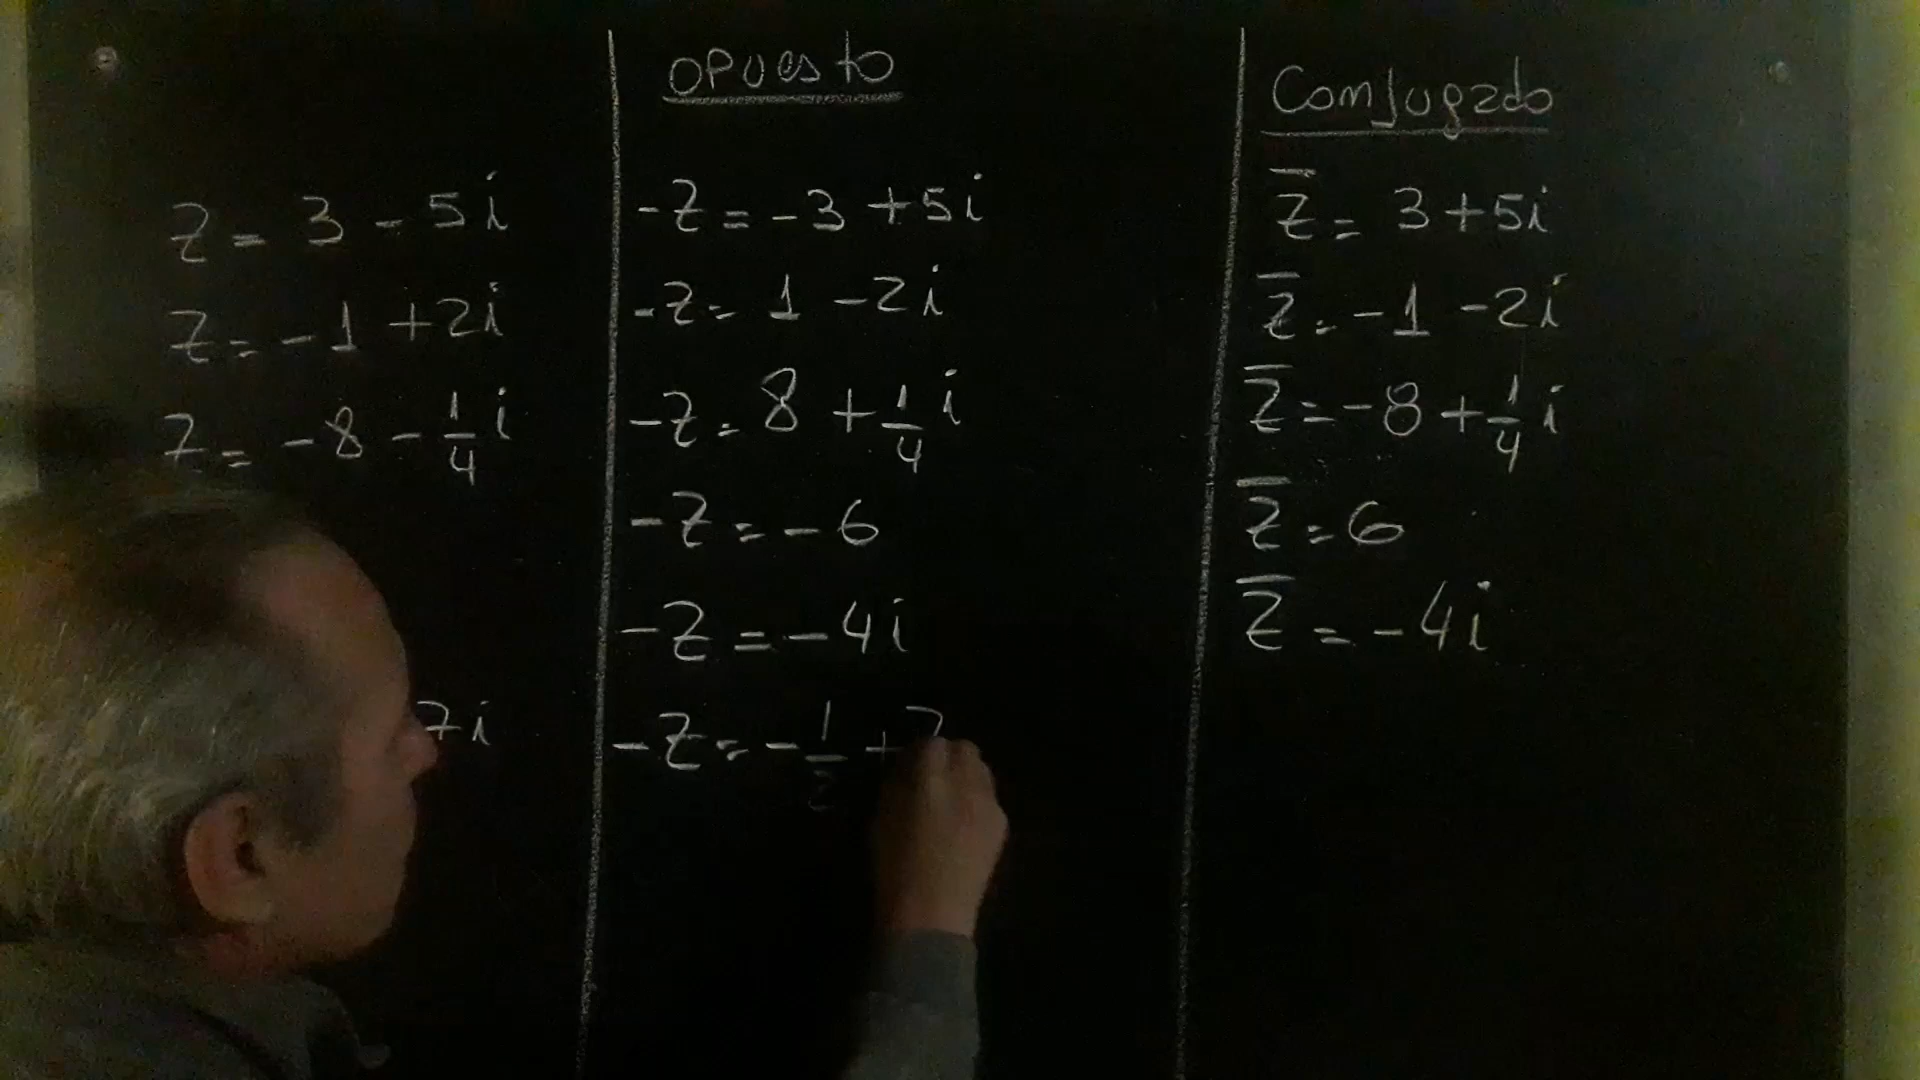 opuesto
Conjugado
z = 3 - 5i
-z = -3 + 5i
z̅ = 3 + 5i
z = -1 + 2i
-z = 1 - 2i
z̅ = -1 - 2i
z = -8 - 1/4 i
-z = 8 + 1/4 i
z̅ = -8 + 1/4 i
-z = -6
z̅ = 6
-z = -4i
z̅ = -4i
7i
-z = -1/2 + 7